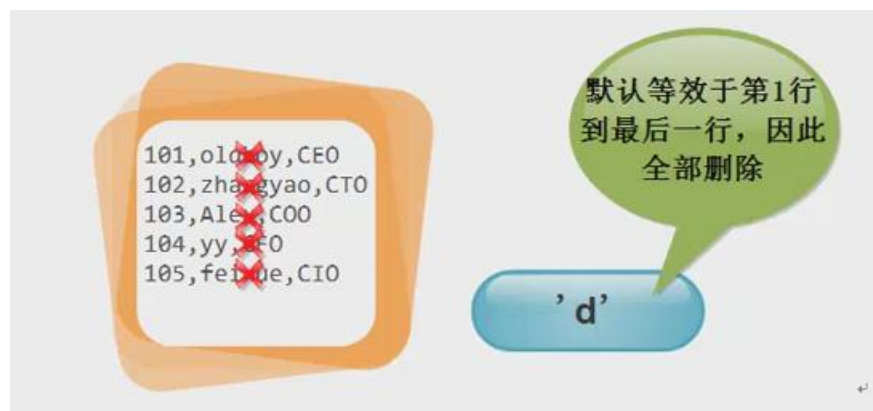 101,oldboy,CEO
102,zhangyao,CTO
103,Alex,COO
104,yy,CFO
105,feixue,CIO
默认等效于第1行
到最后一行，因此
全部删除
’d’